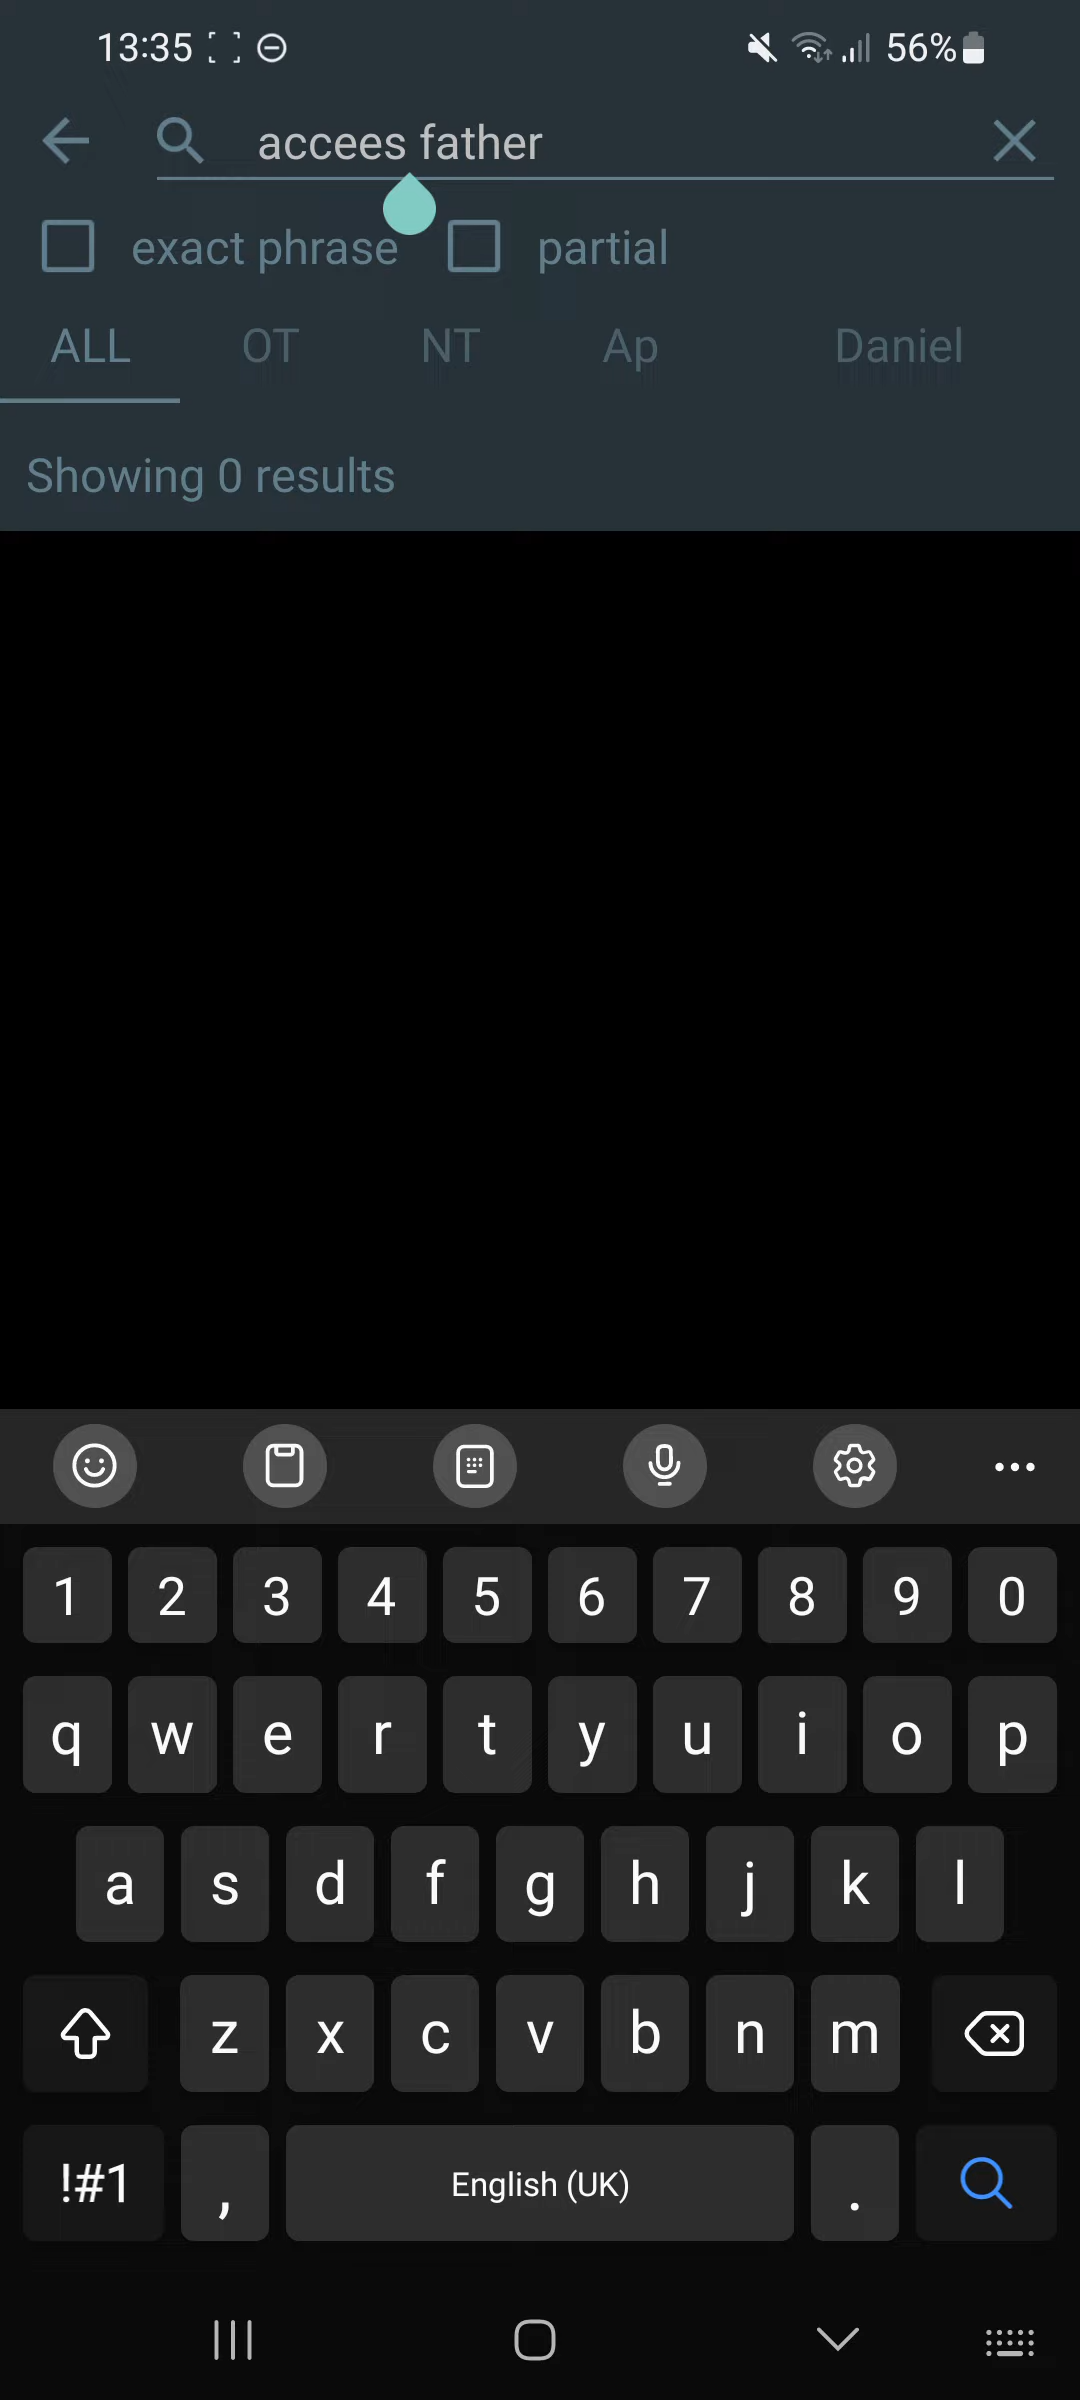 13:35 56%
accees father
exact phrase partial
ALL OT NT Ap Daniel
Showing 0 results
1 2 3 4 5 6 7 8 9 0
q w e r t y u i o p
a s d f g h j k l
z x c v b n m
!#1 , English (UK) .